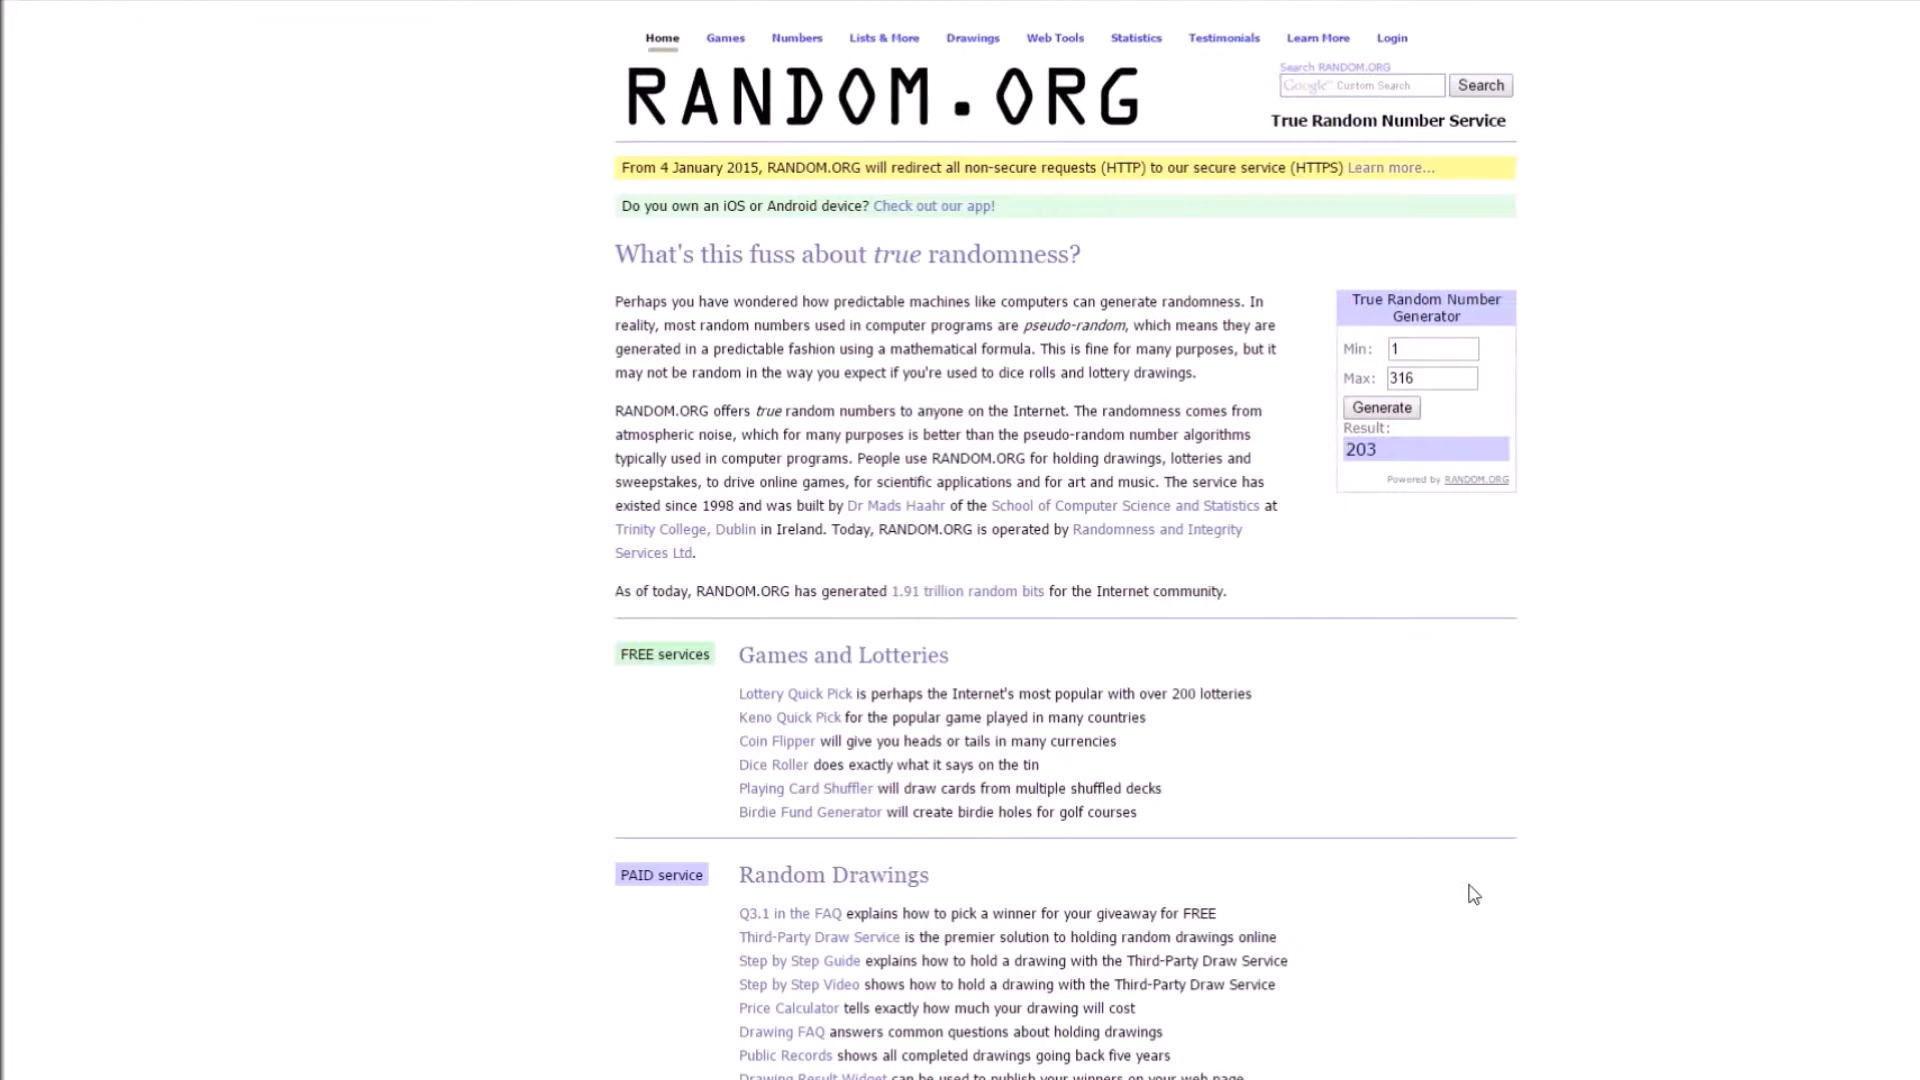 Home Games Numbers Lists & More Drawings Web Tools Statistics Testimonials Learn More Login
RANDOM.ORG
Search RANDOM.ORG
Google™ Custom Search Search
True Random Number Service
From 4 January 2015, RANDOM.ORG will redirect all non-secure requests (HTTP) to our secure service (HTTPS) Learn more...
Do you own an iOS or Android device? Check out our app!
What's this fuss about true randomness?
Perhaps you have wondered how predictable machines like computers can generate randomness. In
reality, most random numbers used in computer programs are pseudo-random, which means they are
generated in a predictable fashion using a mathematical formula. This is fine for many purposes, but it
may not be random in the way you expect if you're used to dice rolls and lottery drawings.
RANDOM.ORG offers true random numbers to anyone on the Internet. The randomness comes from
atmospheric noise, which for many purposes is better than the pseudo-random number algorithms
typically used in computer programs. People use RANDOM.ORG for holding drawings, lotteries and
sweepstakes, to drive online games, for scientific applications and for art and music. The service has
existed since 1998 and was built by Dr Mads Haahr of the School of Computer Science and Statistics at
Trinity College, Dublin in Ireland. Today, RANDOM.ORG is operated by Randomness and Integrity
Services Ltd.
As of today, RANDOM.ORG has generated 1.91 trillion random bits for the Internet community.
True Random Number
Generator
Min: 1
Max: 316
Generate
Result:
203
Powered by RANDOM.ORG
FREE services
Games and Lotteries
Lottery Quick Pick is perhaps the Internet's most popular with over 200 lotteries
Keno Quick Pick for the popular game played in many countries
Coin Flipper will give you heads or tails in many currencies
Dice Roller does exactly what it says on the tin
Playing Card Shuffler will draw cards from multiple shuffled decks
Birdie Fund Generator will create birdie holes for golf courses
PAID service
Random Drawings
Q3.1 in the FAQ explains how to pick a winner for your giveaway for FREE
Third-Party Draw Service is the premier solution to holding random drawings online
Step by Step Guide explains how to hold a drawing with the Third-Party Draw Service
Step by Step Video shows how to hold a drawing with the Third-Party Draw Service
Price Calculator tells exactly how much your drawing will cost
Drawing FAQ answers common questions about holding drawings
Public Records shows all completed drawings going back five years
Drawing Result Widget can be used to publish your winners on your web page